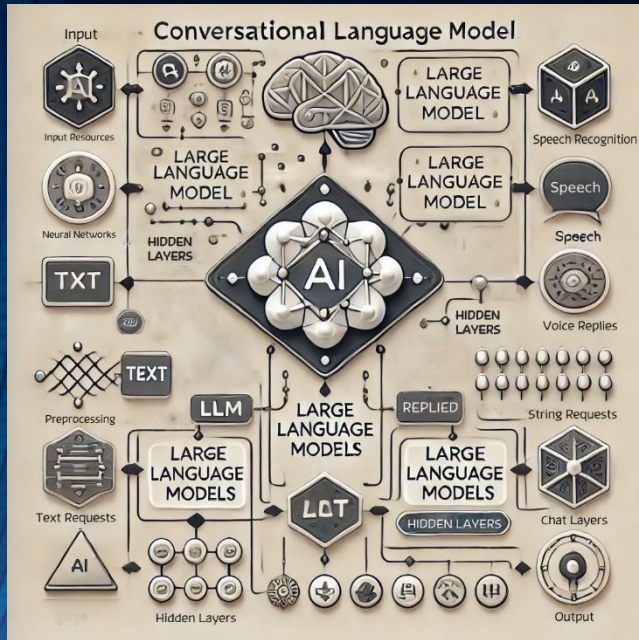 Conversational Language Model
Input
AI
Input Resources
Neural Networks
HIDDEN
LAYERS
TXT
LARGE
LANGUAGE
MODEL
LARGE
LANGUAGE
MODEL
LARGE
LANGUAGE
MODEL
Speech Recognition
Speech
Speech
Voice Replies
AI
HIDDEN
LAYERS
TEXT
Preprocessing
LLM
LARGE
LANGUAGE
MODELS
REPLIED
String Requests
Text Requests
LARGE
LANGUAGE
MODELS
LARGE
LANGUAGE
MODELS
HIDDEN LAYERS
Chat Layers
AI
Hidden Layers
Output